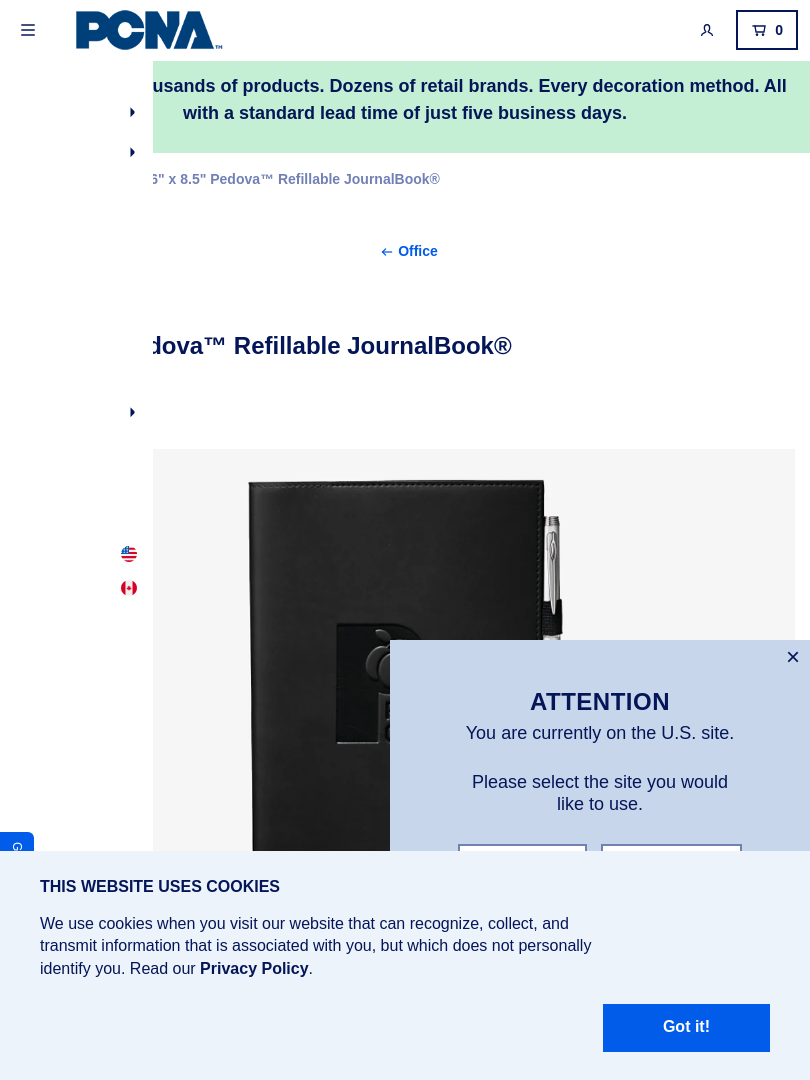 PCNA™
0
usands of products. Dozens of retail brands. Every decoration method. All
with a standard lead time of just five business days.
6" x 8.5" Pedova™ Refillable JournalBook®
Office
dova™ Refillable JournalBook®
ATTENTION
You are currently on the U.S. site.
Please select the site you would
like to use.
G
THIS WEBSITE USES COOKIES
We use cookies when you visit our website that can recognize, collect, and
transmit information that is associated with you, but which does not personally
identify you. Read our Privacy Policy.
Got it!